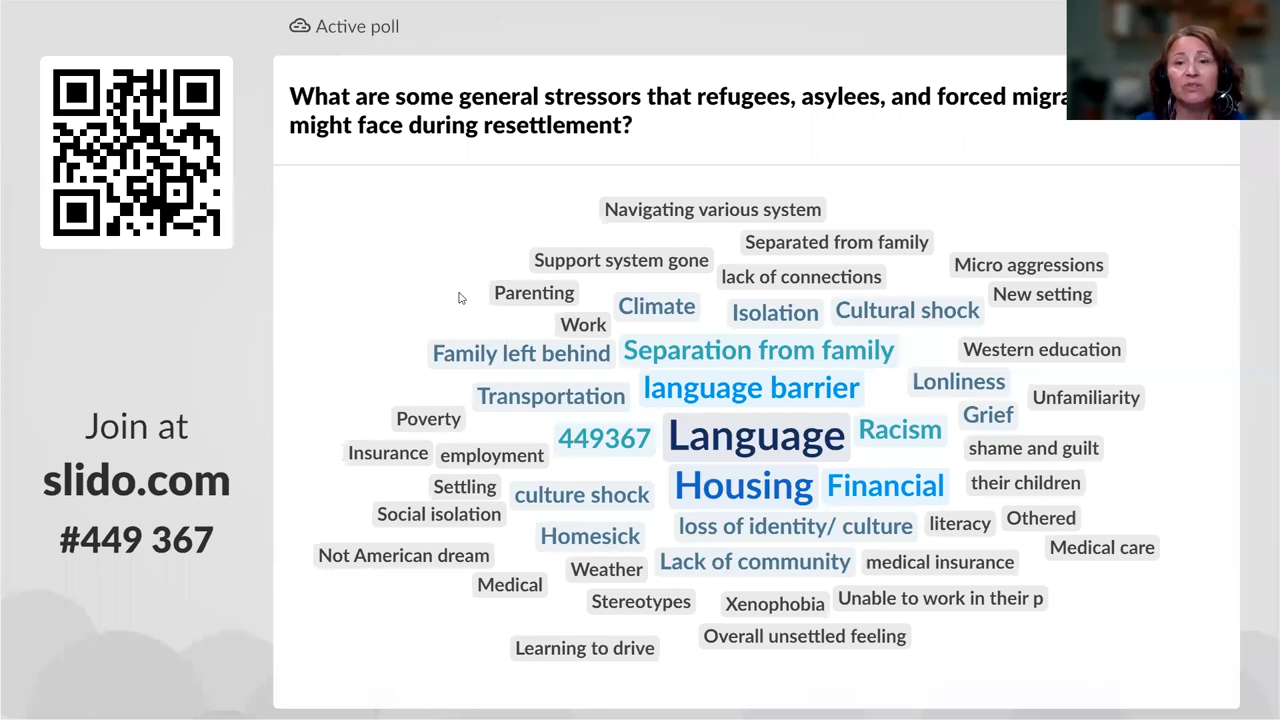 Active poll
What are some general stressors that refugees, asylees, and forced
might face during resettlement?
Navigating various system
Separated from family
Support system gone
Micro aggressions
lack of connections
Parenting
New setting
Climate
Isolation
Cultural shock
Work
Family left behind
Separation from family
Western education
Transportation
language barrier
Lonliness
Unfamiliarity
Poverty
Grief
449367
Language
Racism
shame and guilt
Insurance
employment
Settling
culture shock
Housing
Financial
their children
Social isolation
loss of identity/ culture
literacy
Othered
Homesick
Medical care
Not American dream
Weather
Lack of community
medical insurance
Medical
Stereotypes
Xenophobia
Unable to work in their p
Overall unsettled feeling
Learning to drive
Join at
slido.com
#449 367